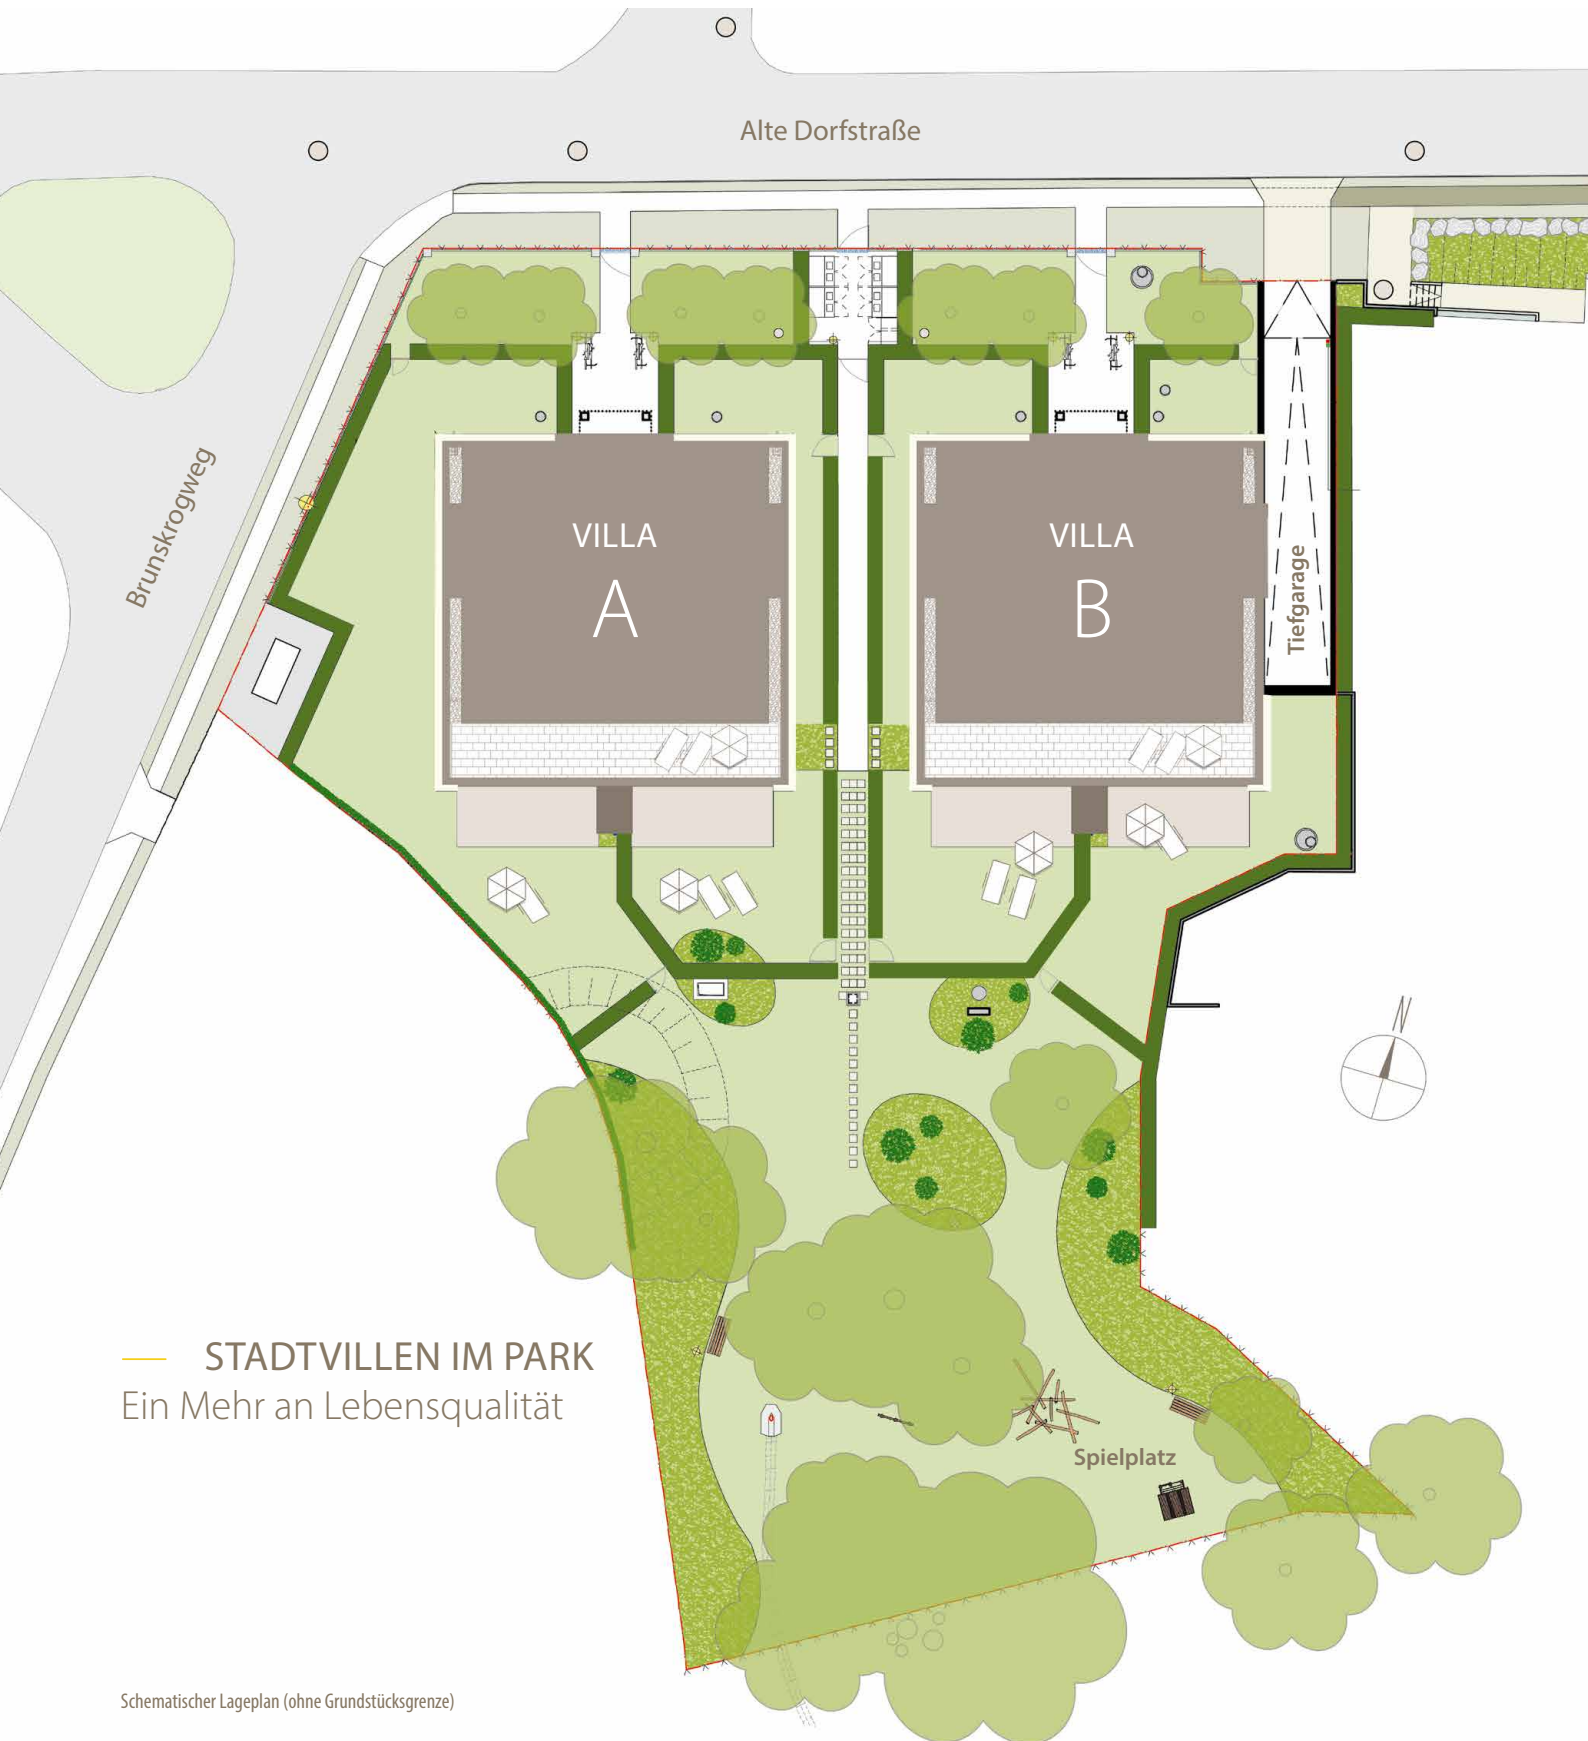 Alte Dorfstraße
Brunskrogweg
VILLA
A
VILLA
B
Tiefgarage
N
STADTVILLEN IM PARK
Ein Mehr an Lebensqualität
Spielplatz
Schematischer Lageplan (ohne Grundstücksgrenze)